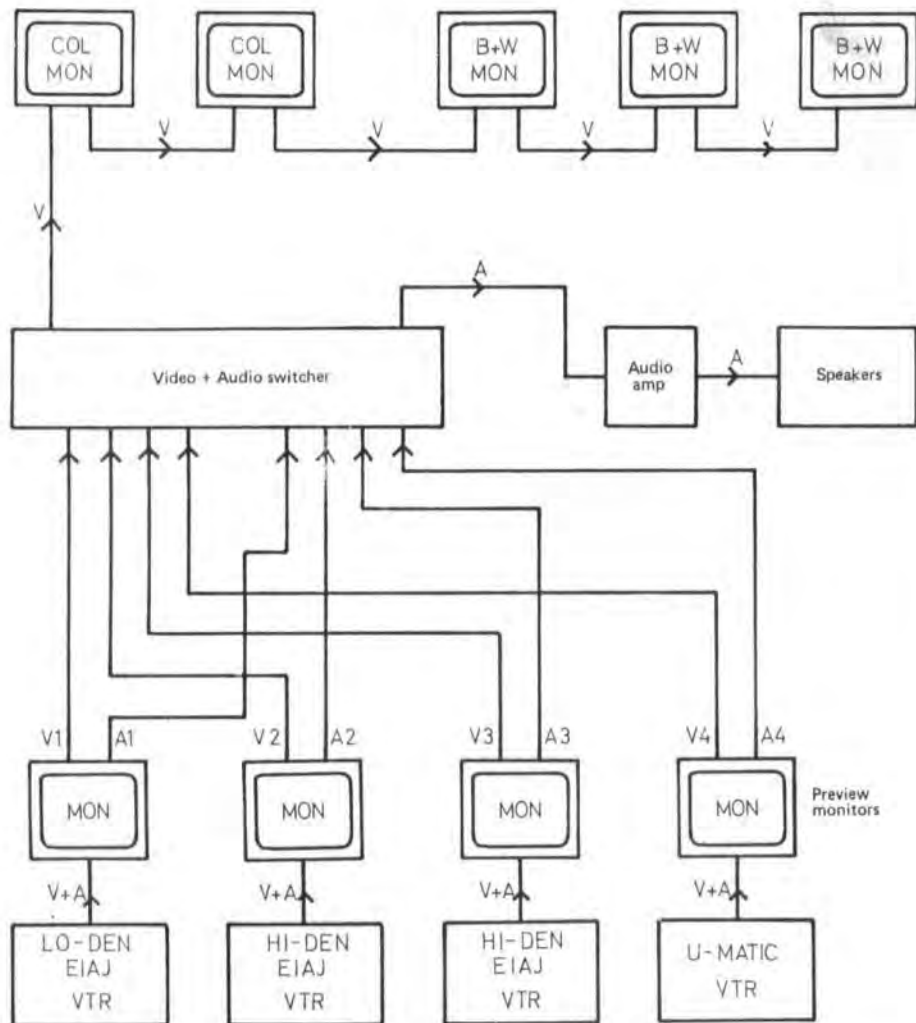 COL
MON
COL
MON
B+W
MON
B+W
MON
B+W
MON
V
V
V
V
V
A
Video + Audio switcher
Audio
amp
A
Speakers
V1
A1
V2
A2
V3
A3
V4
A4
MON
MON
MON
MON
Preview
monitors
V+A
V+A
V+A
V+A
LO-DEN
EIAJ
VTR
HI-DEN
EIAJ
VTR
HI-DEN
EIAJ
VTR
U-MATIC
VTR